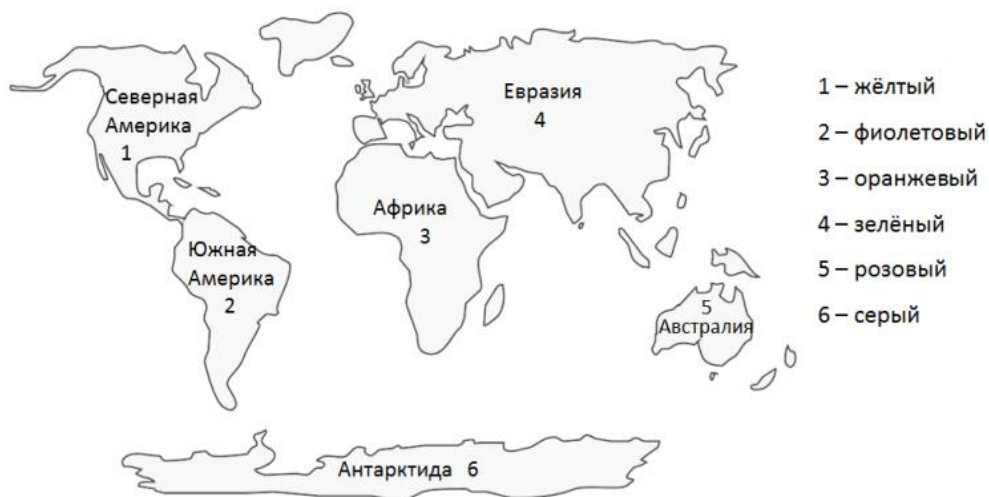 Северная
Америка
1
Евразия
4
Африка
3
Южная
Америка
2
5
Австралия
Антарктида 6
1 – жёлтый
2 – фиолетовый
3 – оранжевый
4 – зелёный
5 – розовый
6 – серый